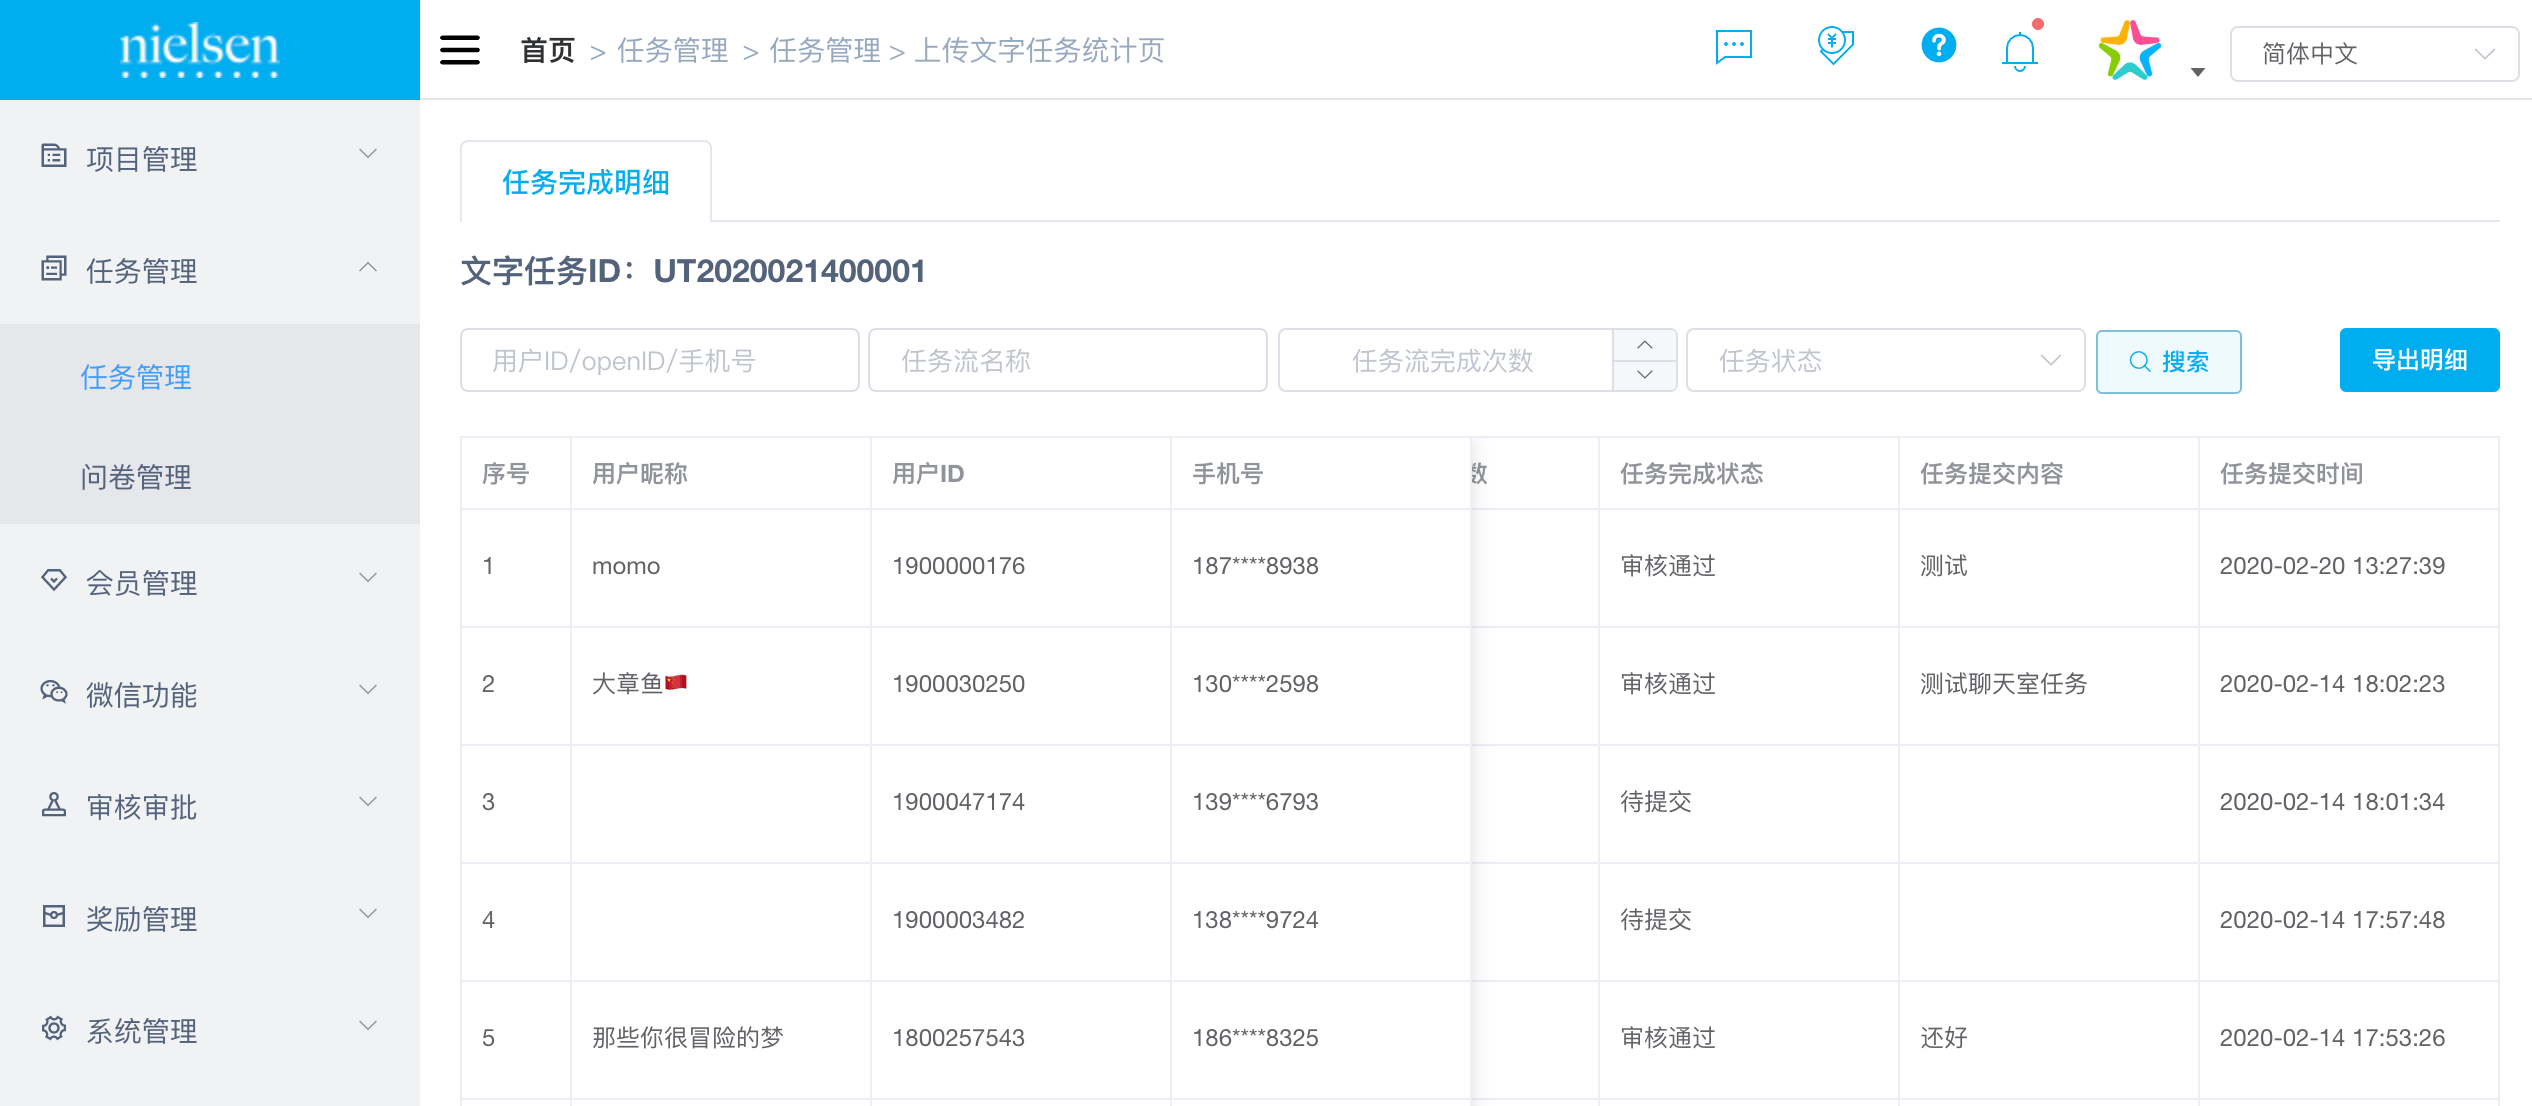 nielsen
首页 > 任务管理 > 任务管理 > 上传文字任务统计页
简体中文
项目管理
任务管理
任务管理
问卷管理
会员管理
微信功能
审核审批
奖励管理
系统管理
任务完成明细
文字任务ID：UT2020021400001
用户ID/openID/手机号 任务流名称 任务流完成次数 任务状态 搜索 导出明细
序号 用户昵称 用户ID 手机号 数 任务完成状态 任务提交内容 任务提交时间
1 momo 1900000176 187****8938 审核通过 测试 2020-02-20 13:27:39
2 大章鱼🇨🇳 1900030250 130****2598 审核通过 测试聊天室任务 2020-02-14 18:02:23
3 1900047174 139****6793 待提交 2020-02-14 18:01:34
4 1900003482 138****9724 待提交 2020-02-14 17:57:48
5 那些你很冒险的梦 1800257543 186****8325 审核通过 还好 2020-02-14 17:53:26